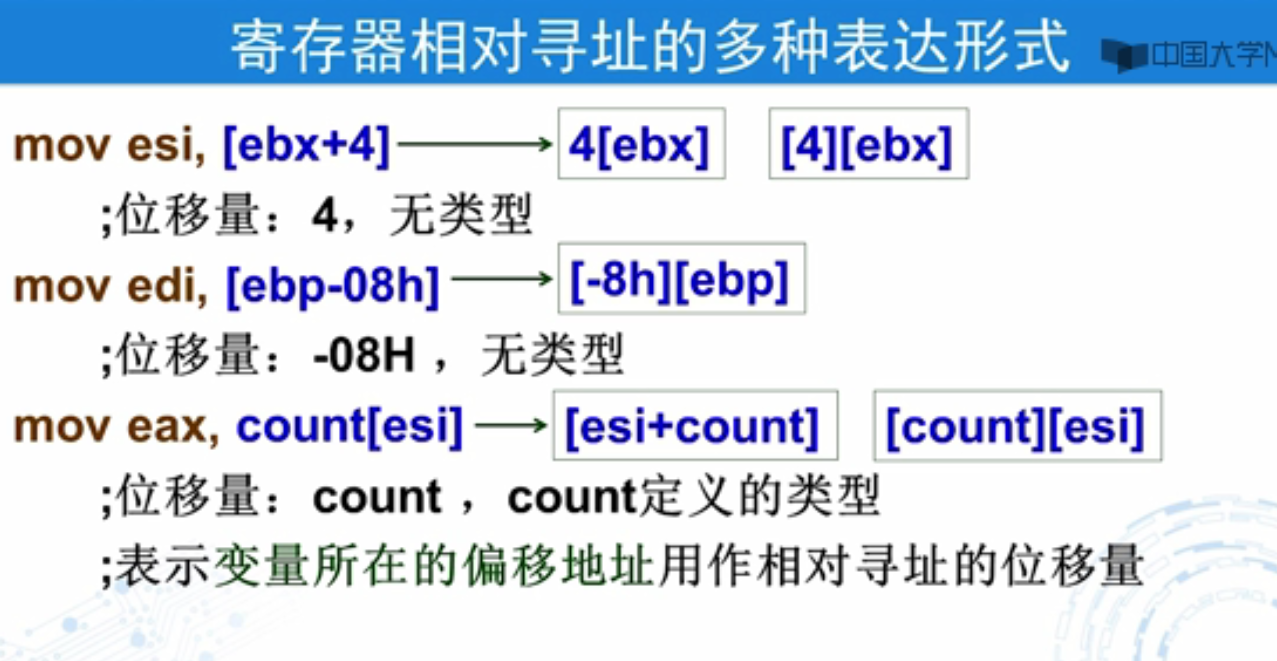 寄存器相对寻址的多种表达形式
中国大学M
mov esi, [ebx+4] 4[ebx] [4][ebx]
;位移量：4，无类型
mov edi, [ebp-08h] [-8h][ebp]
;位移量：-08H ，无类型
mov eax, count[esi] [esi+count] [count][esi]
;位移量：count ，count定义的类型
;表示变量所在的偏移地址用作相对寻址的位移量